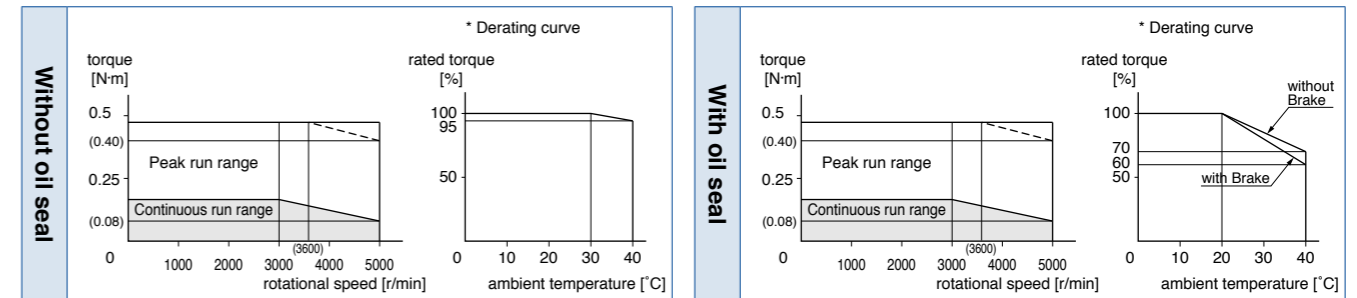 Without oil seal
* Derating curve
torque
[N·m]
0.5
(0.40)
0.25
(0.08)
0
Peak run range
Continuous run range
1000 2000 3000 (3600) 4000 5000
rotational speed [r/min]
rated torque
[%]
100
95
50
0 10 20 30 40
ambient temperature [˚C]
With oil seal
* Derating curve
torque
[N·m]
0.5
(0.40)
0.25
(0.08)
0
Peak run range
Continuous run range
1000 2000 3000 (3600) 4000 5000
rotational speed [r/min]
rated torque
[%]
without
Brake
100
70
60
50
with Brake
0 10 20 30 40
ambient temperature [˚C]